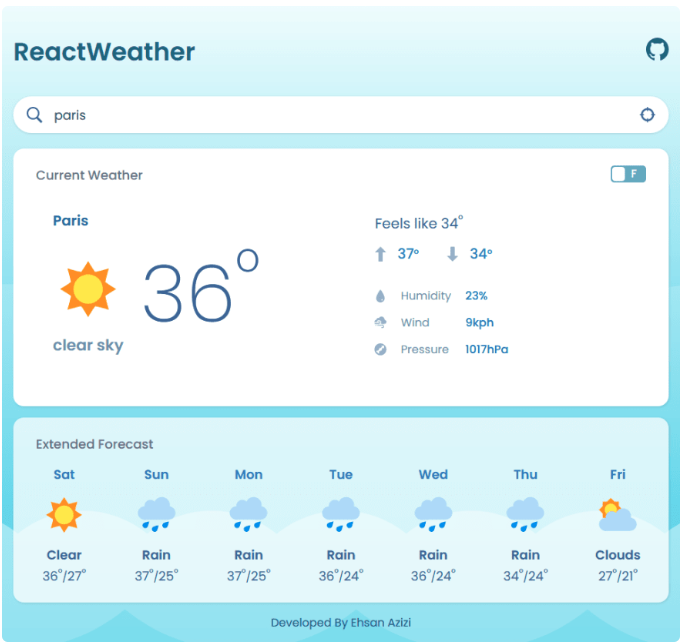 ReactWeather
paris
Current Weather
F
Paris
Feels like 34°
36°
37° 34°
Humidity 23%
Wind 9kph
clear sky
Pressure 1017hPa
Extended Forecast
Sat Sun Mon Tue Wed Thu Fri
Clear Rain Rain Rain Rain Rain Clouds
36°/27° 37°/25° 37°/25° 36°/24° 36°/24° 34°/24° 27°/21°
Developed By Ehsan Azizi